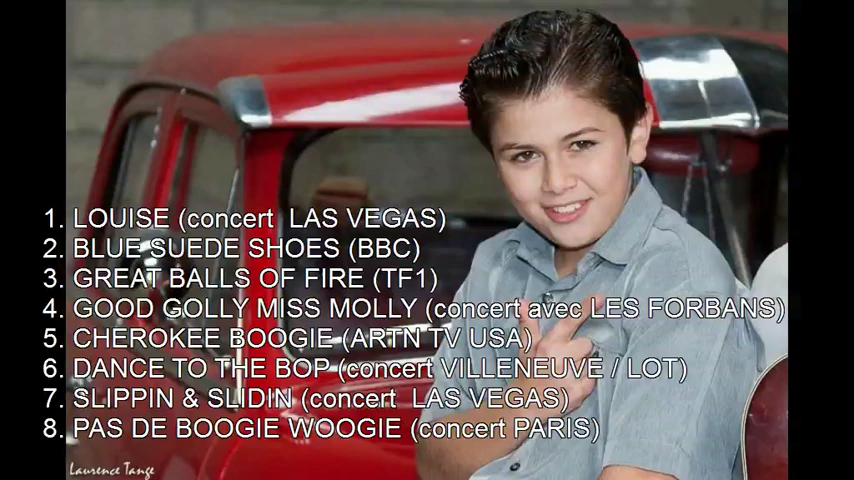 1. LOUISE (concert LAS VEGAS)
2. BLUE SUEDE SHOES (BBC)
3. GREAT BALLS OF FIRE (TF1)
4. GOOD GOLLY MISS MOLLY (concert avec LES FORBANS)
5. CHEROKEE BOOGIE (ARTN TV USA)
6. DANCE TO THE BOP (concert VILLENEUVE / LOT)
7. SLIPPIN & SLIDIN (concert LAS VEGAS)
8. PAS DE BOOGIE WOOGIE (concert PARIS)
Laurence Tange